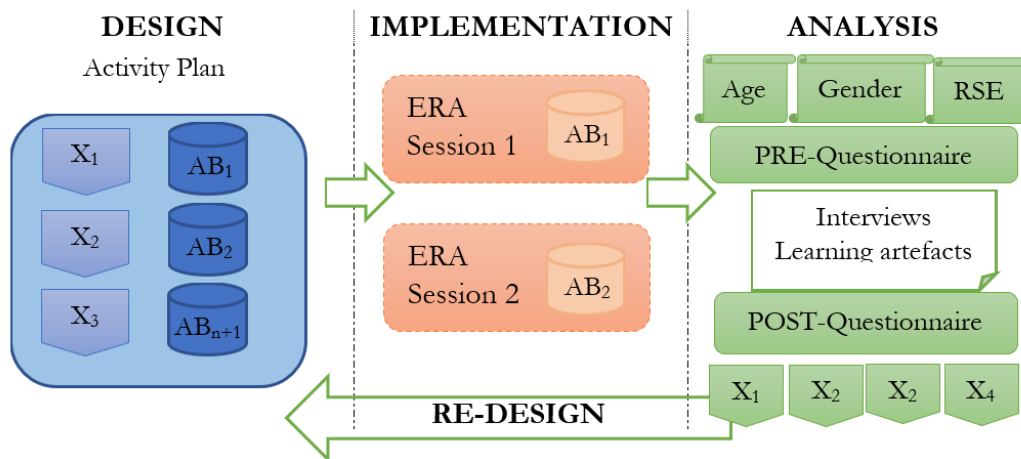 DESIGN
Activity Plan
X₁
AB₁
X₂
AB₂
X₃
ABₙ₊₁
IMPLEMENTATION
ERA
Session 1
AB₁
ERA
Session 2
AB₂
ANALYSIS
Age
Gender
RSE
PRE-Questionnaire
Interviews
Learning artefacts
POST-Questionnaire
X₁
X₂
X₂
X₄
RE-DESIGN